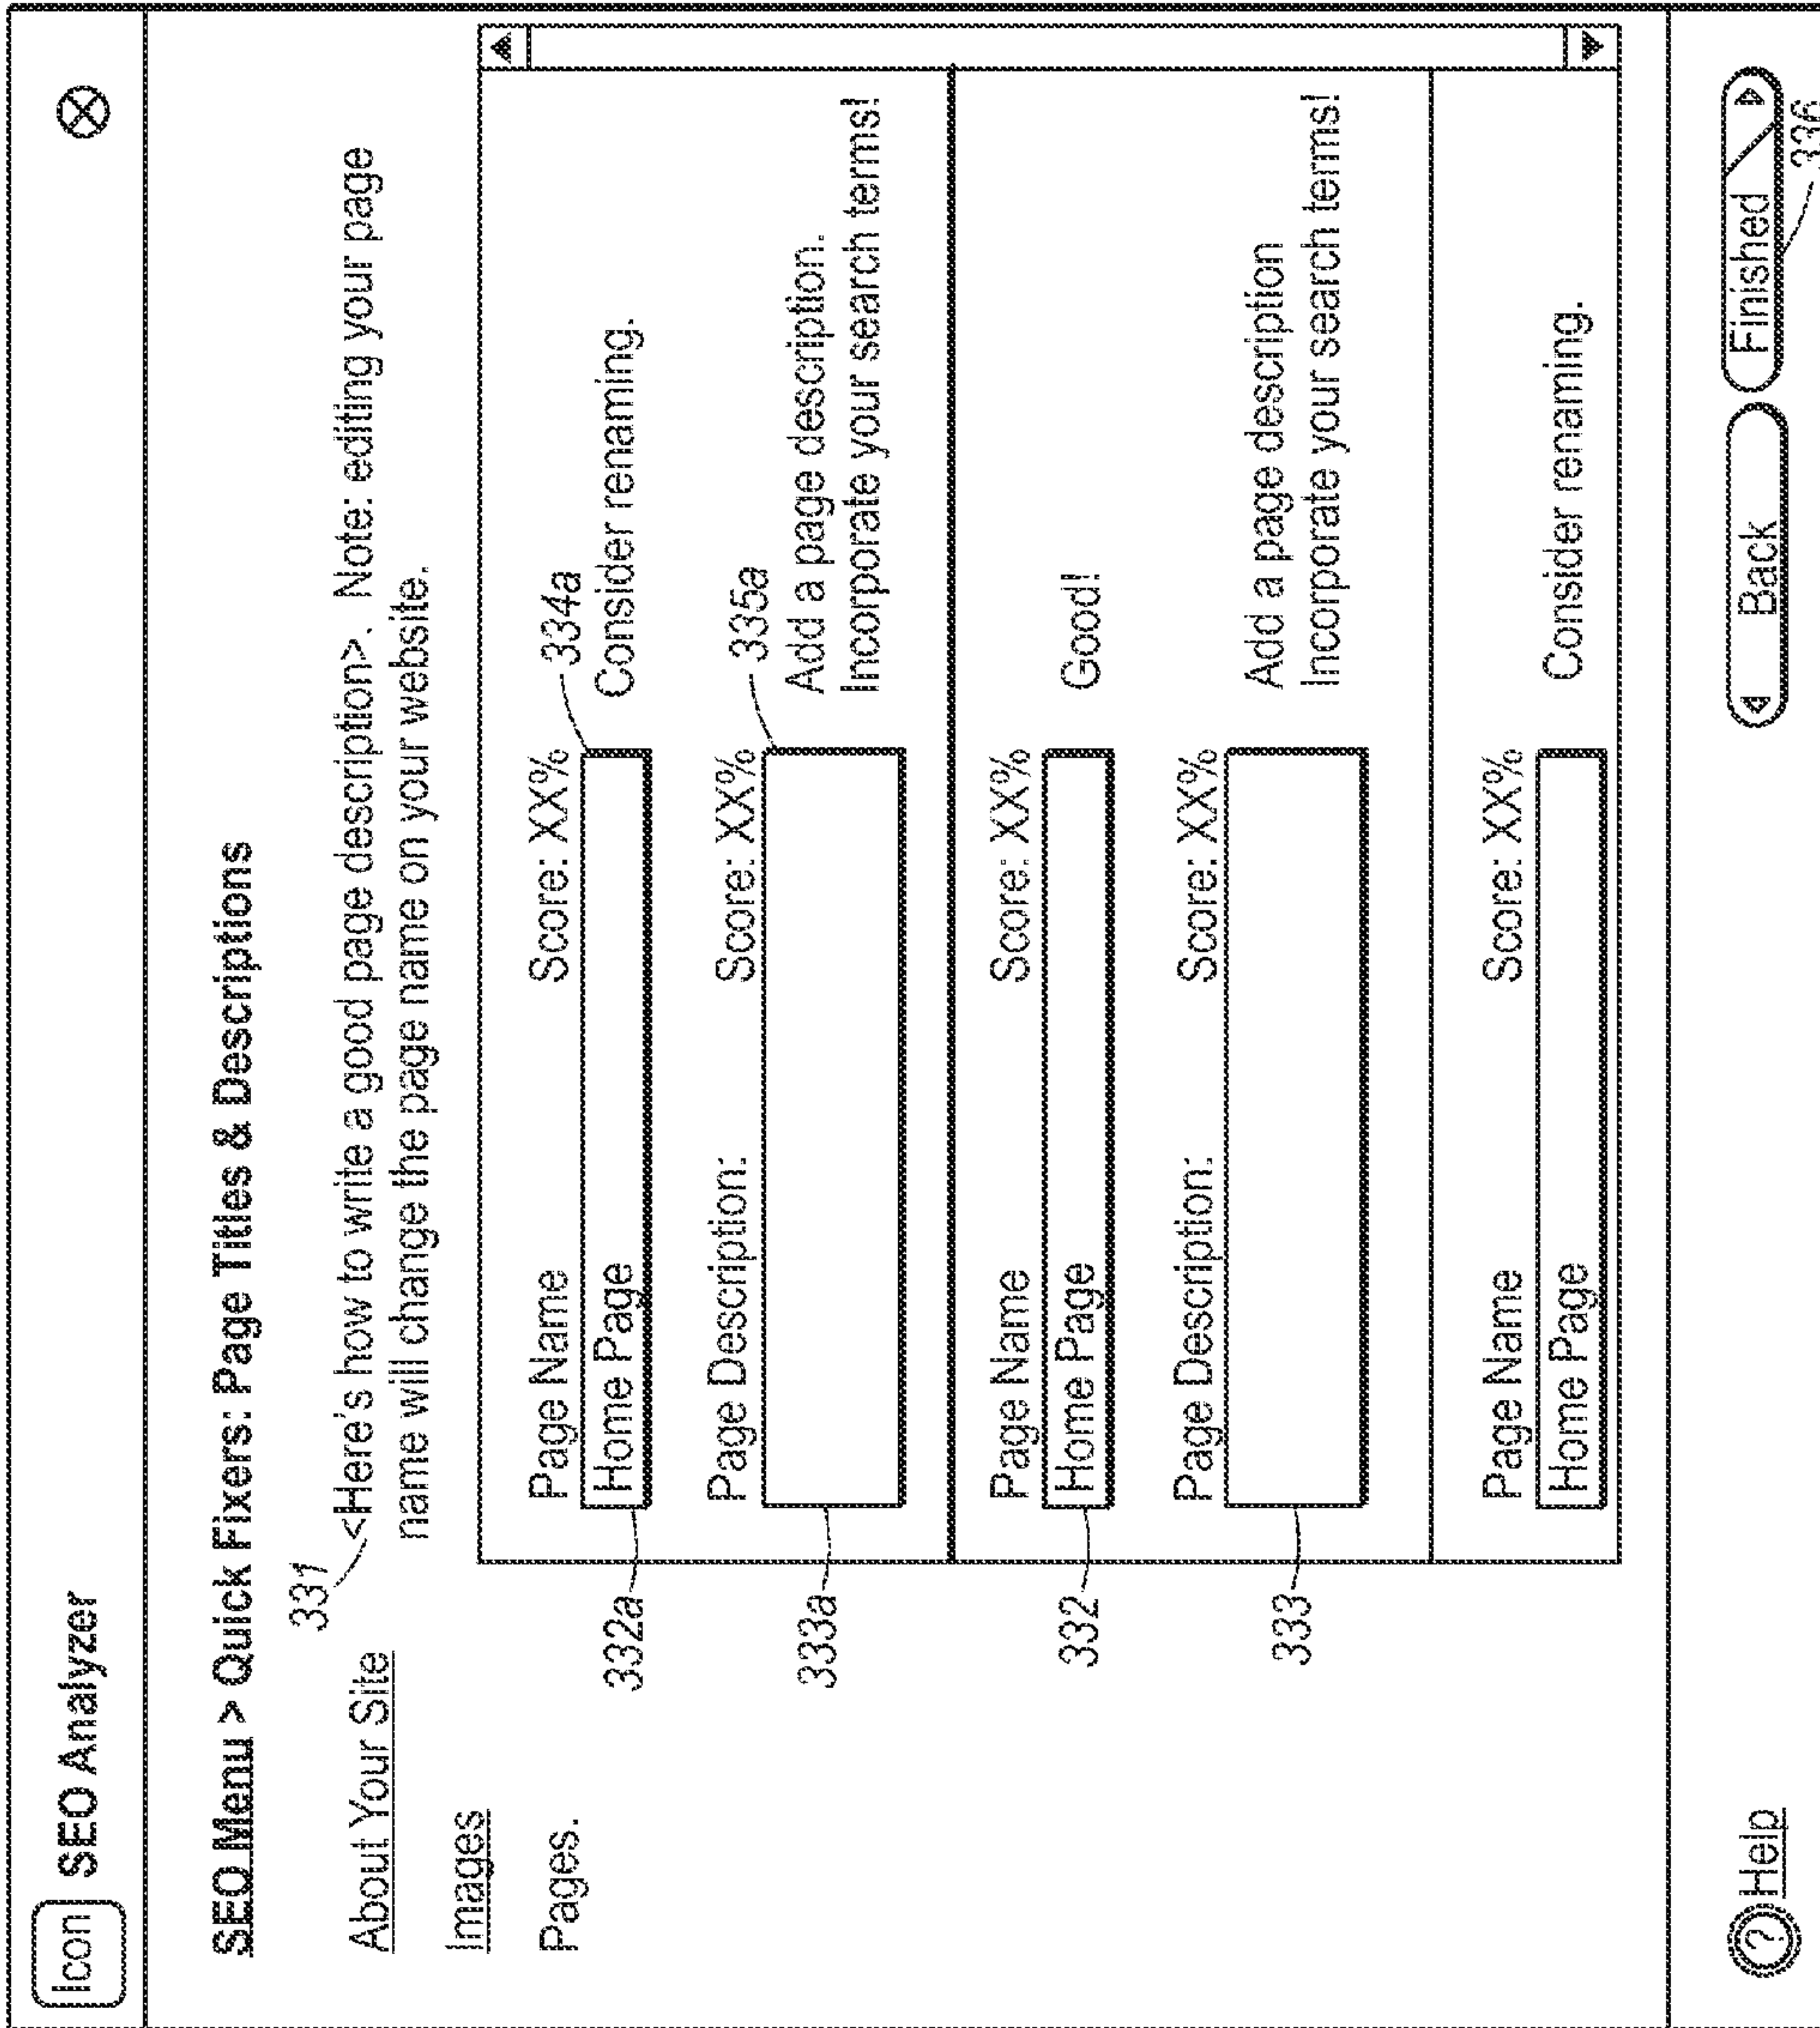 Icon SEO Analyzer
SEO Menu > Quick Fixers: Page Titles & Descriptions
331
About Your Site
<Here's how to write a good page description>. Note: editing your page
name will change the page name on your website.
Images
Pages.
Page Name Score: XX% 334a
332a Home Page Consider renaming.
Page Description: Score: XX% 335a
333a Add a page description.
Incorporate your search terms!
Page Name Score: XX%
332 Home Page Good!
Page Description: Score: XX%
333 Add a page description
Incorporate your search terms!
Page Name Score: XX%
Home Page Consider renaming.
? Help Back Finished
336